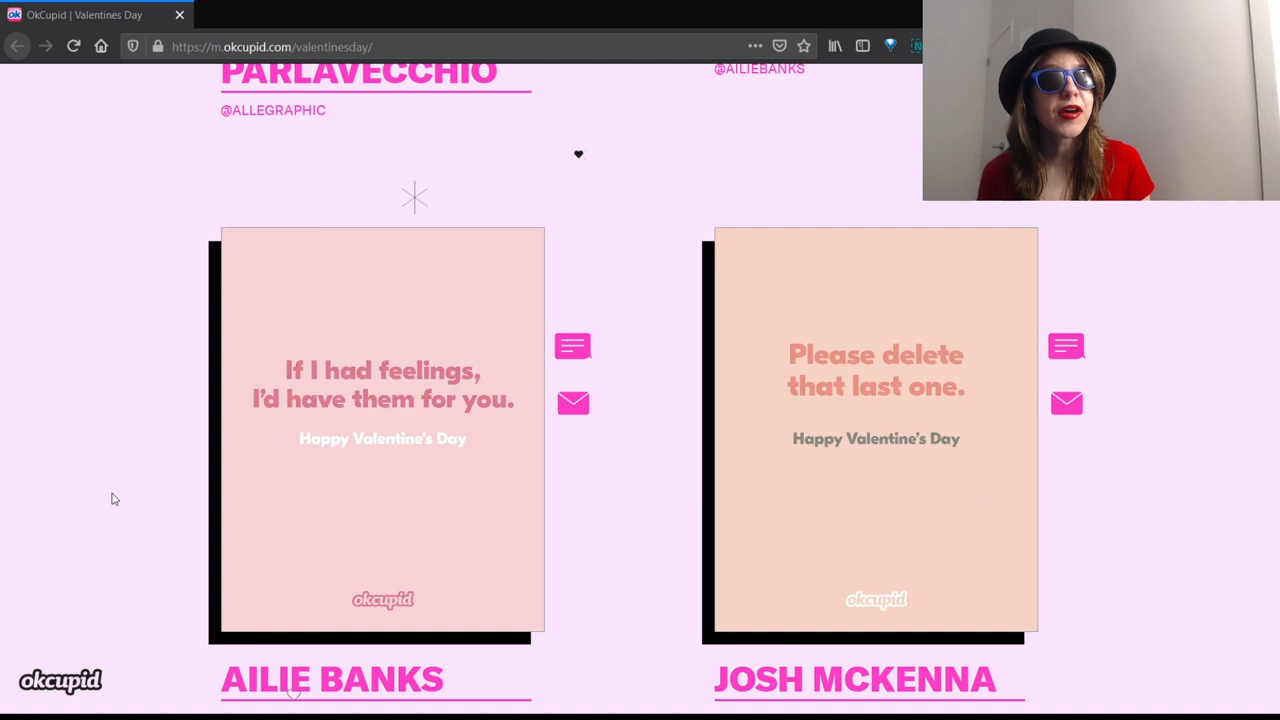 OkCupid | Valentines Day
https://m.okcupid.com/valentinesday/
PARLAVECCHIO
@ALLEGRAPHIC
@AILIEBANKS
If I had feelings,
I'd have them for you.
Happy Valentine's Day
okcupid
AILIE BANKS
Please delete
that last one.
Happy Valentine's Day
okcupid
JOSH MCKENNA
okcupid